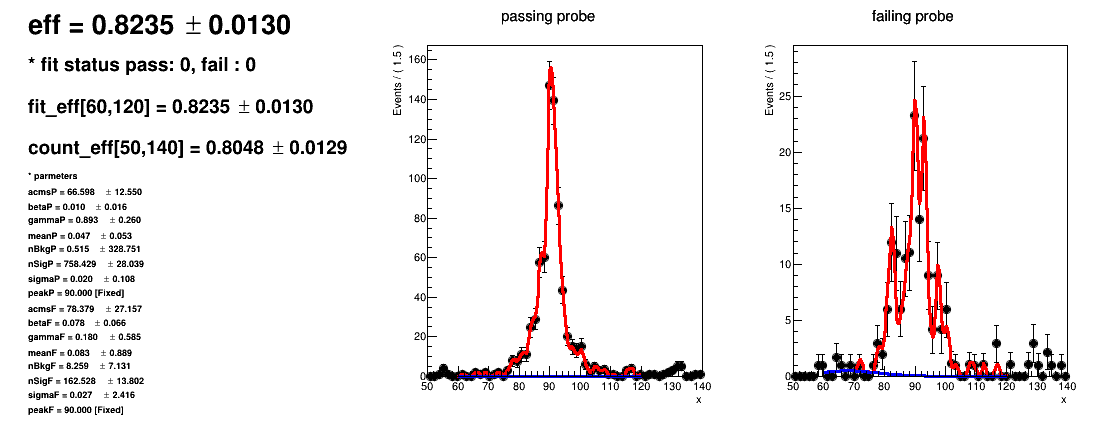 eff = 0.8235 ± 0.0130
* fit status pass: 0, fail : 0
fit_eff[60,120] = 0.8235 ± 0.0130
count_eff[50,140] = 0.8048 ± 0.0129
* parmeters
acmsP = 66.598 ± 12.550
betaP = 0.010 ± 0.016
gammaP = 0.893 ± 0.260
meanP = 0.047 ± 0.053
nBkgP = 0.515 ± 328.751
nSigP = 758.429 ± 28.039
sigmaP = 0.020 ± 0.108
peakP = 90.000 [Fixed]
acmsF = 78.379 ± 27.157
betaF = 0.078 ± 0.066
gammaF = 0.180 ± 0.585
meanF = 0.083 ± 0.889
nBkgF = 8.259 ± 7.131
nSigF = 162.528 ± 13.802
sigmaF = 0.027 ± 2.416
peakF = 90.000 [Fixed]
passing probe
Events / ( 1.5 )
160
140
120
100
80
60
40
20
0
50 60 70 80 90 100 110 120 130 140
x
failing probe
Events / ( 1.5 )
25
20
15
10
5
0
50 60 70 80 90 100 110 120 130 140
x